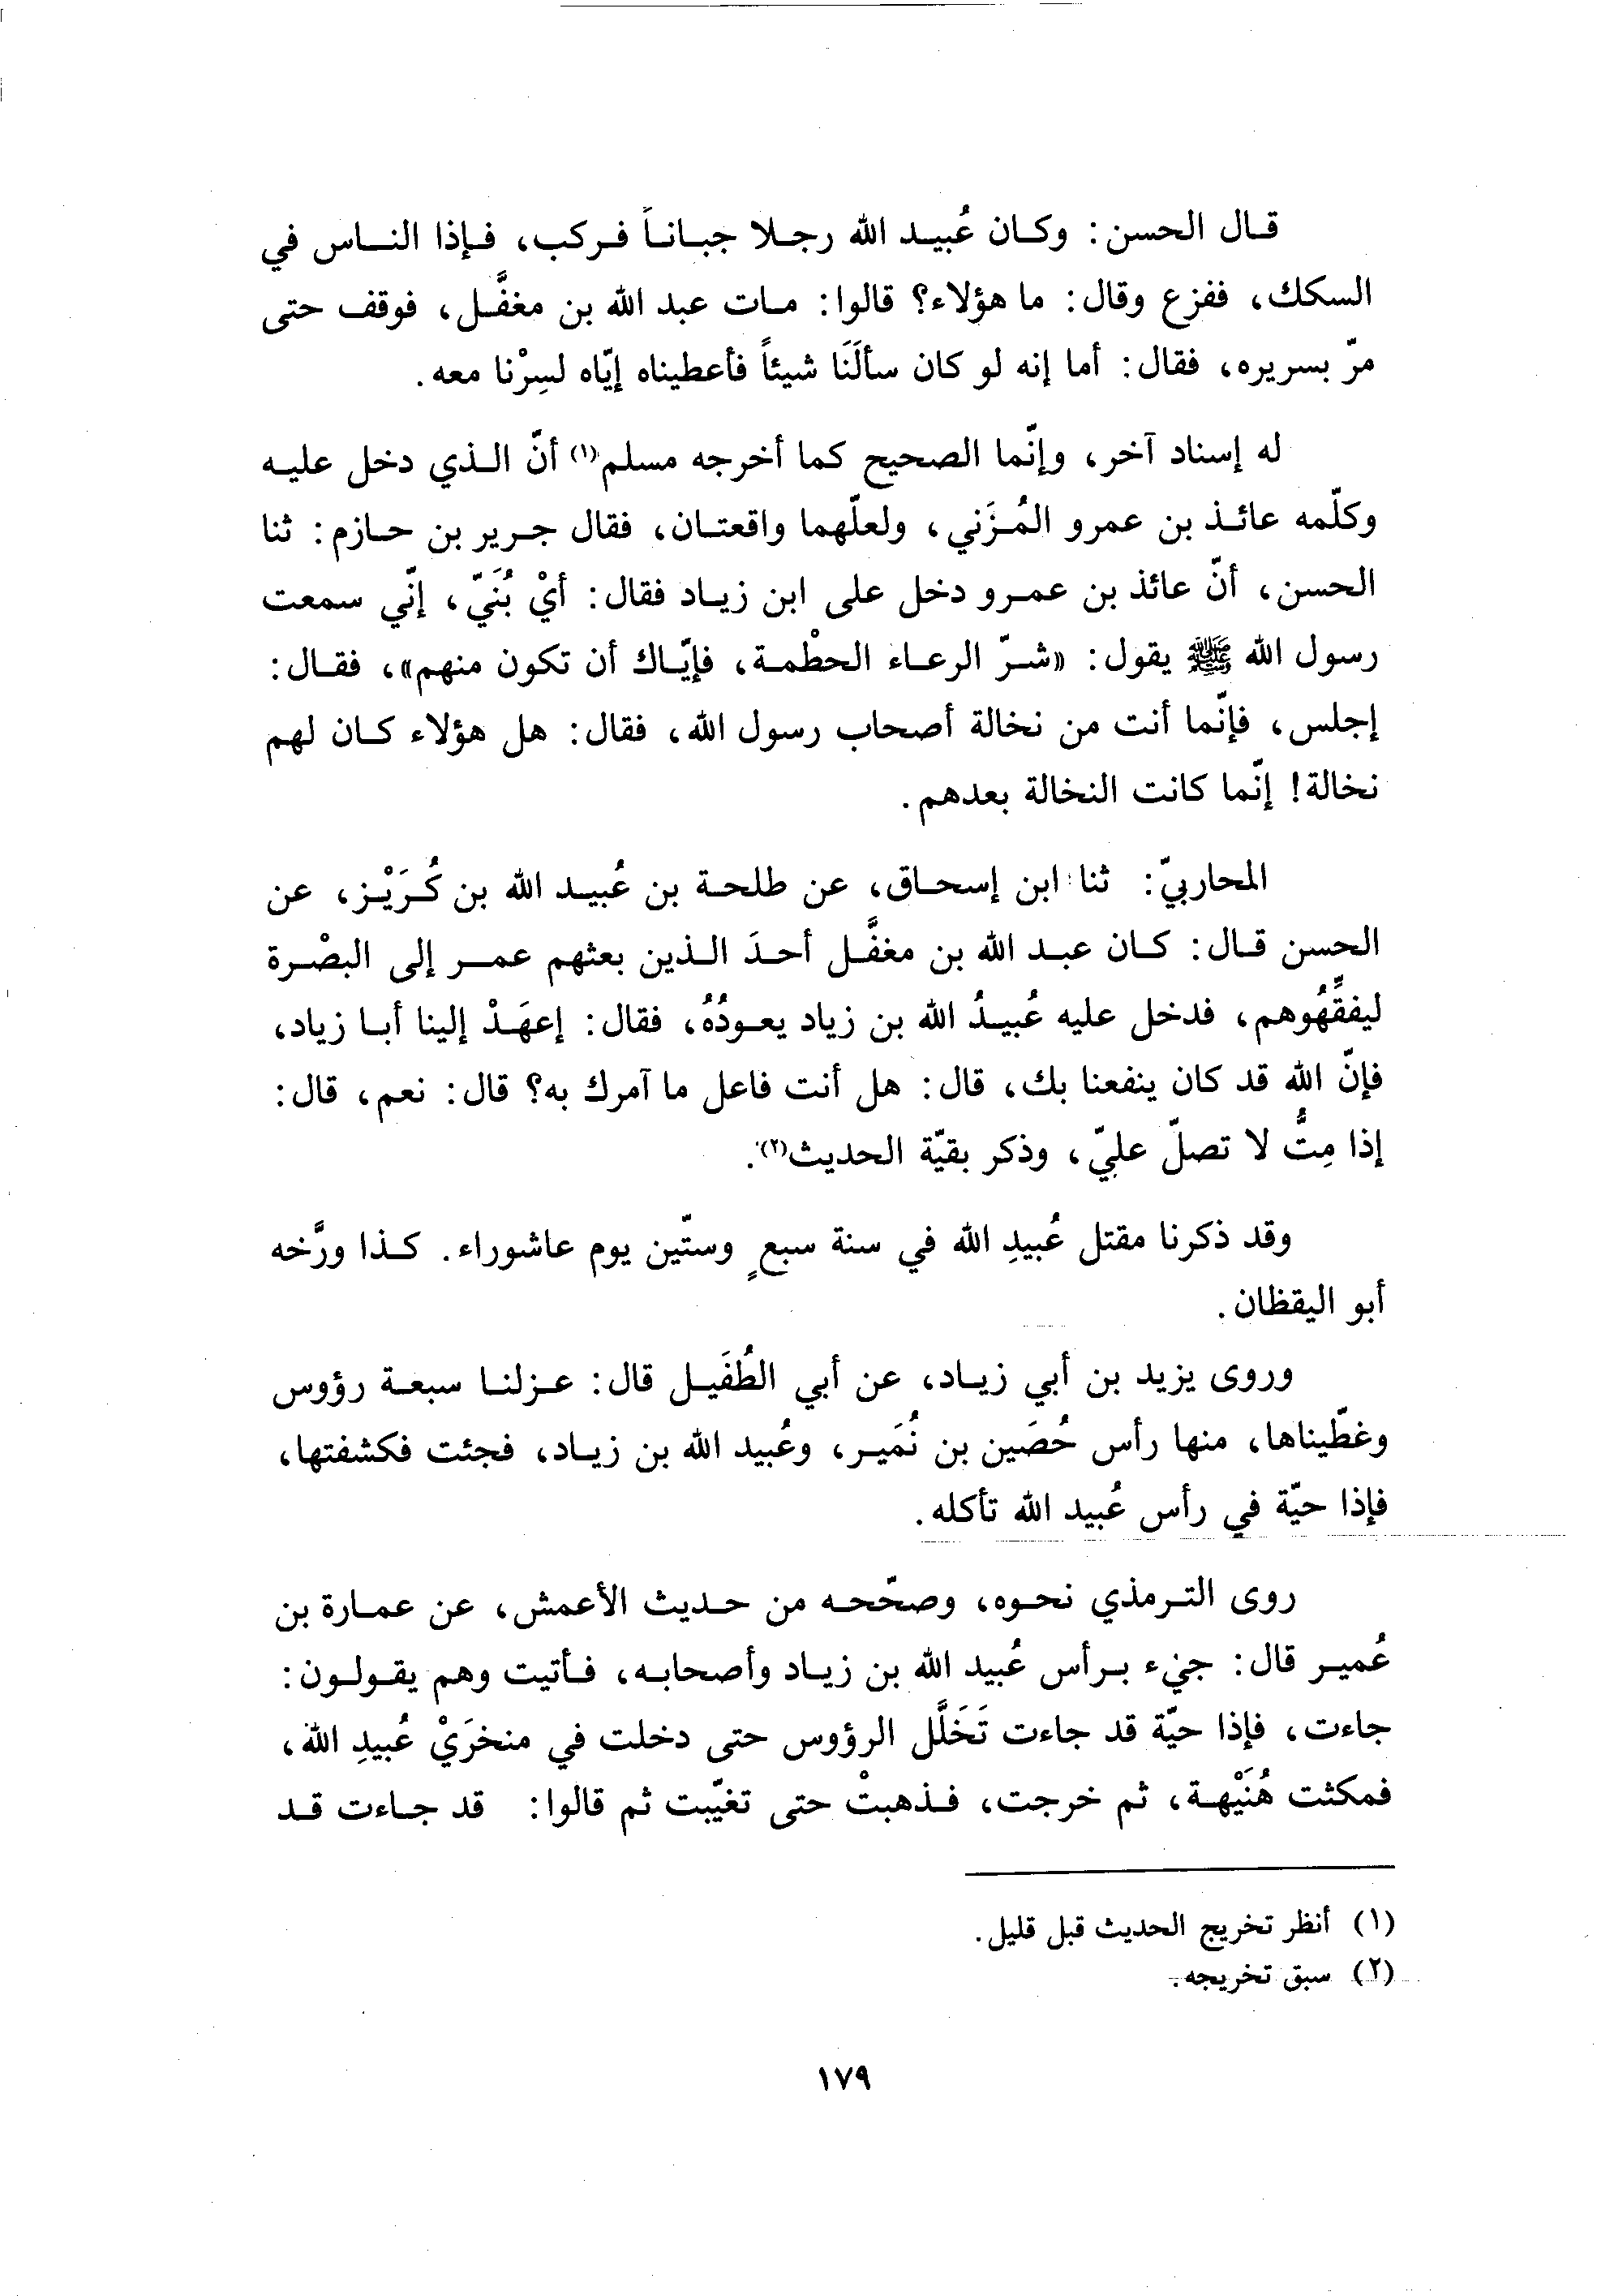 قال الحسن: وكان عُبيد الله رجلا جباناً فركب، فإذا الناس في
السكك، ففزع وقال: ما هؤلاء؟ قالوا: مات عبد الله بن مغفَّل، فوقف حتى
مرّ بسريره، فقال: أما إنه لو كان سألَنَا شيئاً فأعطيناه إيّاه لسِرْنا معه.
له إسناد آخر، وإنّما الصحيح كما أخرجه مسلم(١) أنّ الذي دخل عليه
وكلّمه عائذ بن عمرو المُزَني، ولعلّهما واقعتان، فقال جرير بن حازم: ثنا
الحسن، أنّ عائذ بن عمرو دخل على ابن زياد فقال: أيْ بُنَيّ، إنّي سمعت
رسول الله ﷺ يقول: «شرّ الرعاء الحطْمة، فإيّاك أن تكون منهم»، فقال:
إجلس، فإنّما أنت من نخالة أصحاب رسول الله، فقال: هل هؤلاء كان لهم
نخالة! إنّما كانت النخالة بعدهم.
المحاربيّ: ثنا ابن إسحاق، عن طلحة بن عُبيد الله بن كُرَيْز، عن
الحسن قال: كان عبد الله بن مغفَّل أحدَ الذين بعثهم عمر إلى البصْرة
ليفقِّهُوهم، فدخل عليه عُبيدُ الله بن زياد يعودُهُ، فقال: إعهَدْ إلينا أبا زياد،
فإنّ الله قد كان ينفعنا بك، قال: هل أنت فاعل ما آمرك به؟ قال: نعم، قال:
إذا مِتُّ لا تصلّ عليّ، وذكر بقيّة الحديث(٢).
وقد ذكرنا مقتل عُبيدِ الله في سنة سبعٍ وستّين يوم عاشوراء. كذا ورَّخه
أبو اليقظان.
وروى يزيد بن أبي زياد، عن أبي الطُفَيل قال: عزلنا سبعة رؤوس
وغطّيناها، منها رأس حُصَين بن نُمَير، وعُبيد الله بن زياد، فجئت فكشفتها،
فإذا حيّة في رأس عُبيد الله تأكله.
روى الترمذي نحوه، وصحّحه من حديث الأعمش، عن عمارة بن
عُمير قال: جيء برأس عُبيد الله بن زياد وأصحابه، فأتيت وهم يقولون:
جاءت، فإذا حيّة قد جاءت تَخَلَّل الرؤوس حتى دخلت في منخرَيْ عُبيدِ الله،
فمكثت هُنَيْهة، ثم خرجت، فذهبتْ حتى تغيّبت ثم قالوا: قد جاءت قد
(١) أنظر تخريج الحديث قبل قليل.
(٢) سبق تخريجه.
١٧٩